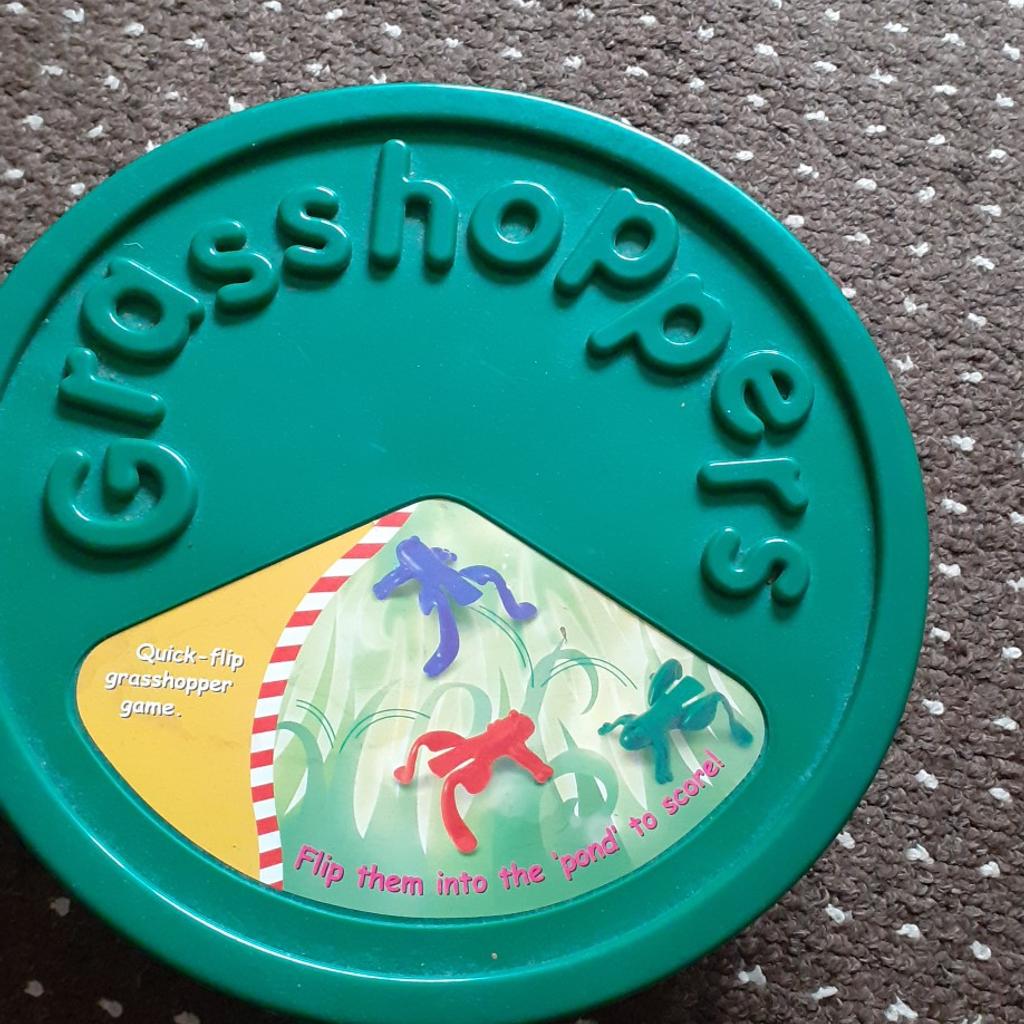 Grasshoppers
Quick-flip
grasshopper
game.
Flip them into the 'pond' to score!